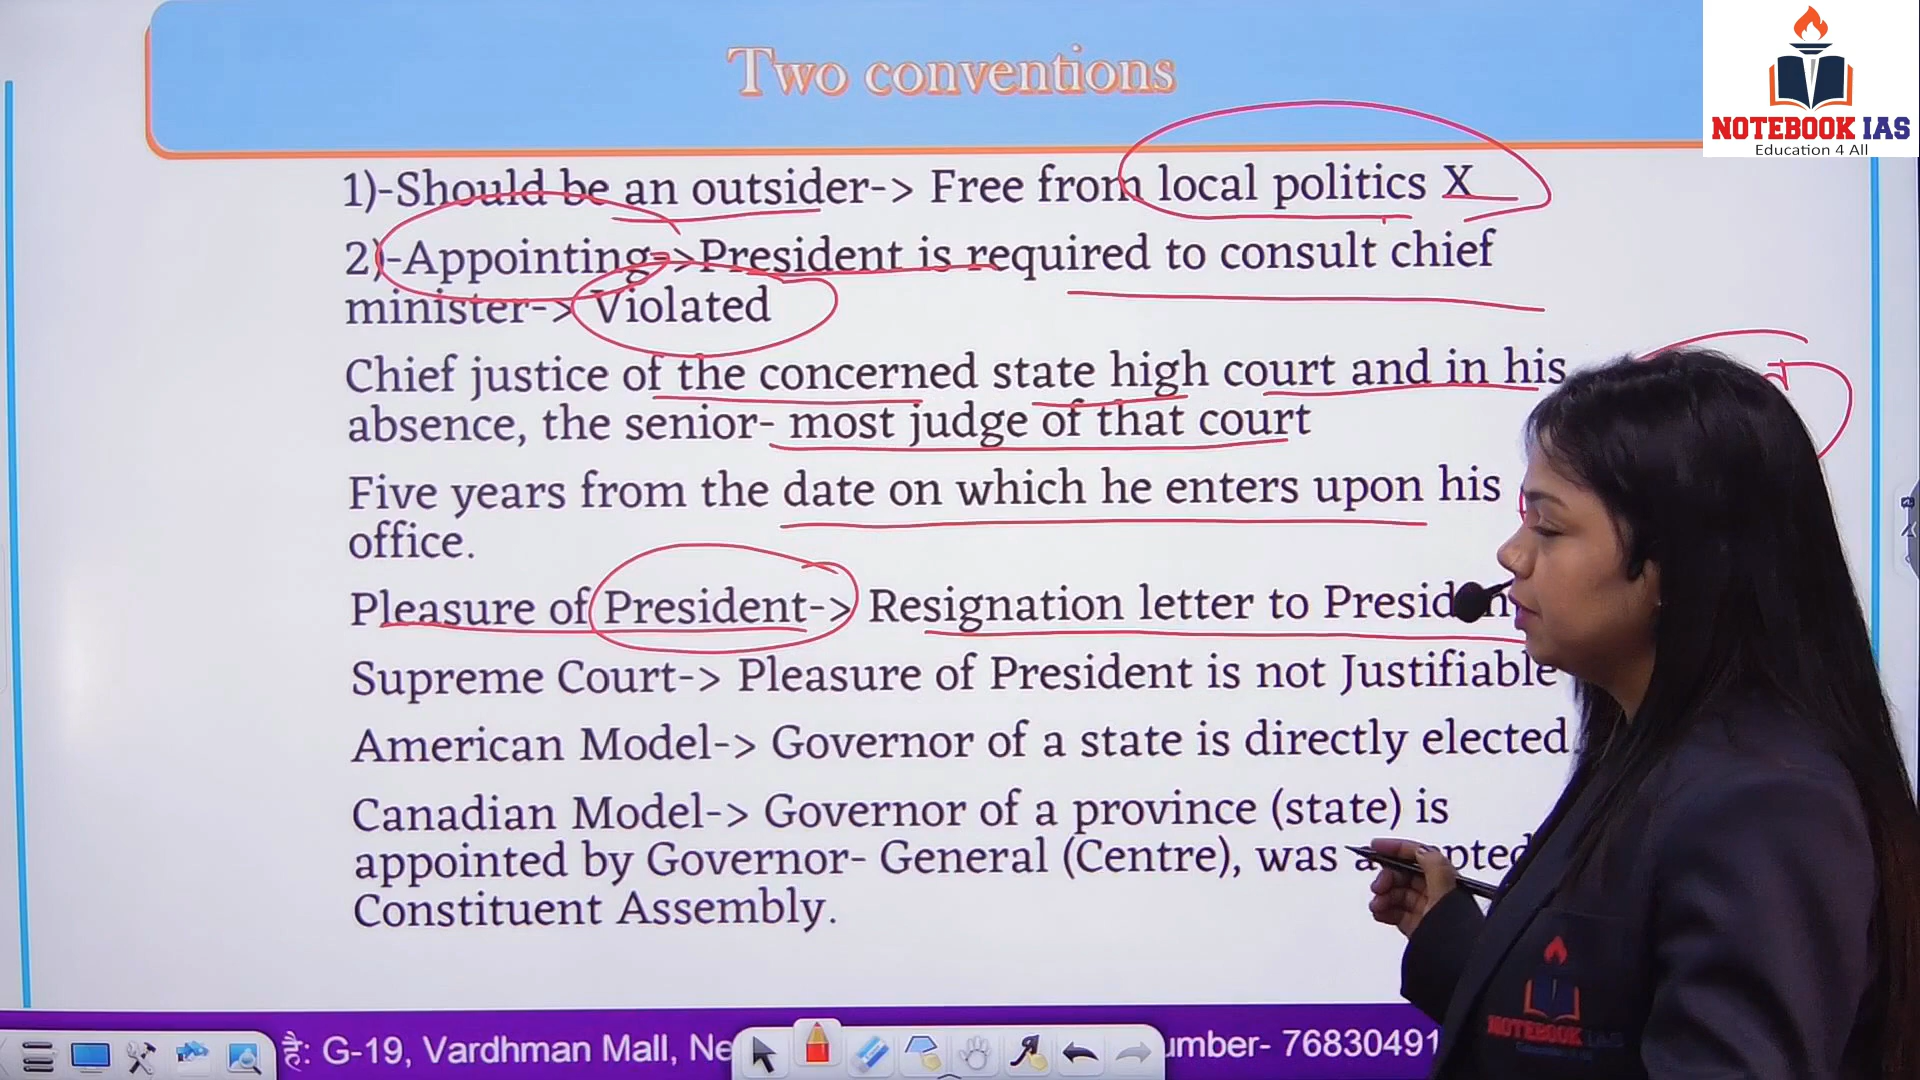 Two conventions
NOTEBOOK IAS
Education 4 All
1)-Should be an outsider-> Free from local politics X
2)-Appointing->President is required to consult chief
minister-> Violated
Chief justice of the concerned state high court and in his
absence, the senior- most judge of that court
Five years from the date on which he enters upon his
office.
Pleasure of President-> Resignation letter to
Supreme Court-> Pleasure of President is not Justifiable
American Model-> Governor of a state is directly elected
Canadian Model-> Governor of a province (state) is
appointed by Governor- General (Centre), was
Constituent Assembly.
NOTEBOOK IAS
है: G-19, Vardhman Mall,
76830491